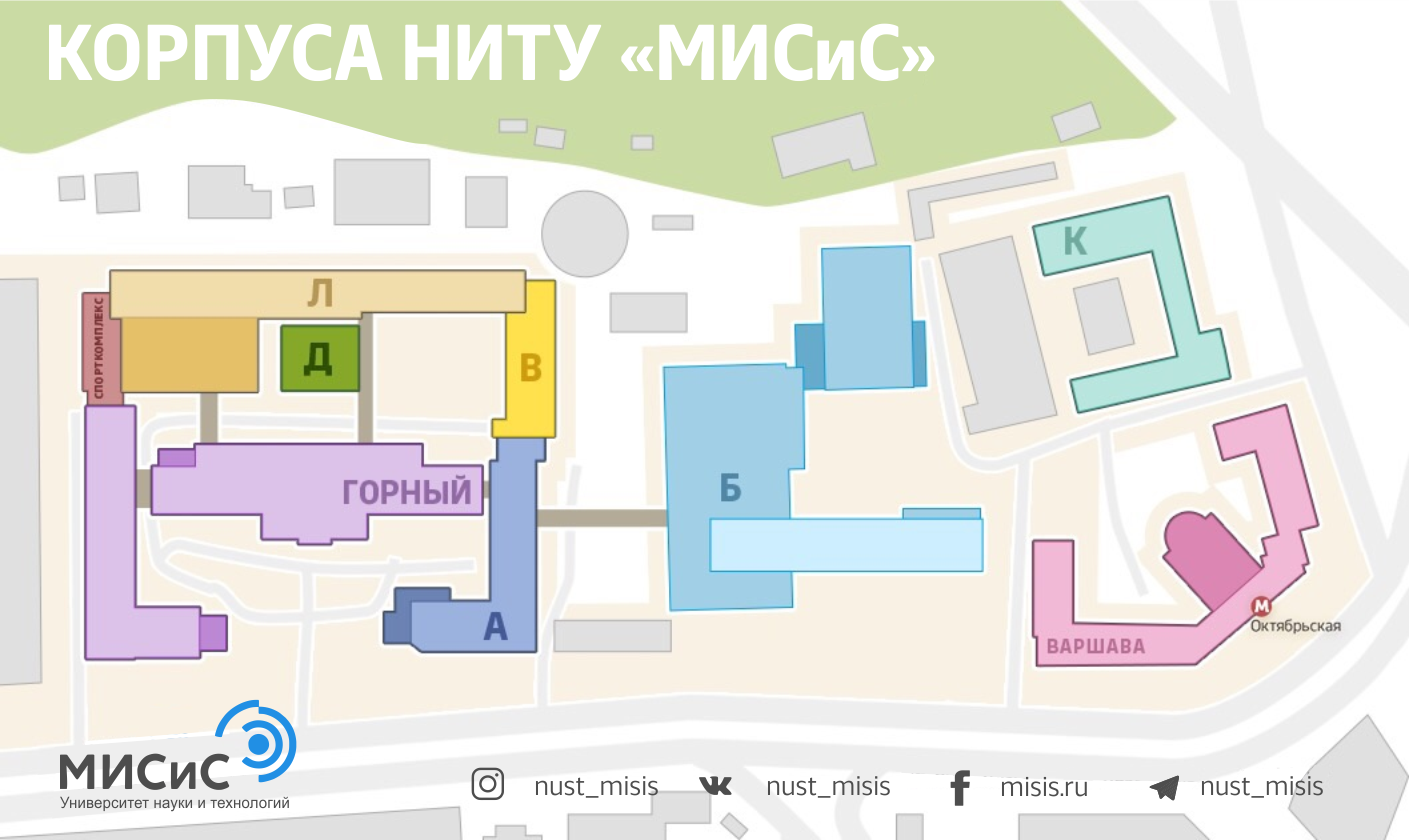 КОРПУСА НИТУ «МИСиС»
К
Л
СПОРТКОМПЛЕКС
Д
В
ГОРНЫЙ
Б
А
М
Октябрьская
ВАРШАВА
МИСиС
Университет науки и технологий
nust_misis
nust_misis
misis.ru
nust_misis